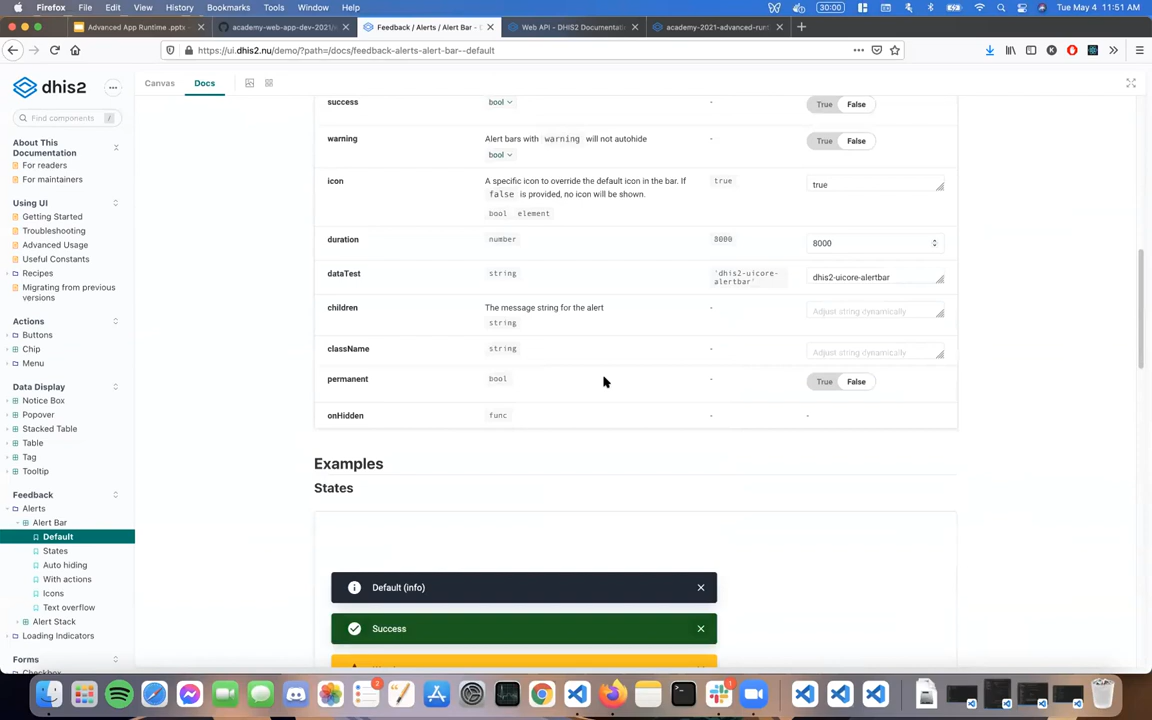 Firefox File Edit View History Bookmarks Tools Window Help 30:00 Tue May 4 11:51 AM
Advanced App Runtime .pptx academy-web-app-dev-2021/ Feedback / Alerts / Alert Bar - Web API - DHIS2 Documentation academy-2021-advanced-runt
https://ui.dhis2.nu/demo/?path=/docs/feedback-alerts-alert-bar--default
dhis2
Canvas Docs
Find components /
About This Documentation
For readers
For maintainers
Using UI
Getting Started
Troubleshooting
Advanced Usage
Useful Constants
Recipes
Migrating from previous versions
Actions
Buttons
Chip
Menu
Data Display
Notice Box
Popover
Stacked Table
Table
Tag
Tooltip
Feedback
Alerts
Alert Bar
Default
States
Auto hiding
With actions
Icons
Text overflow
Alert Stack
Loading Indicators
Forms
Checkbox
success bool - True False
warning Alert bars with warning will not autohide - True False
bool
icon A specific icon to override the default icon in the bar. If true true
false is provided, no icon will be shown.
bool element
duration number 8000 8000
dataTest string 'dhis2-uicore-alertbar' dhis2-uicore-alertbar
children The message string for the alert - Adjust string dynamically
string
className string - Adjust string dynamically
permanent bool - True False
onHidden func - -
Examples
States
Default (info)
Success
2
1